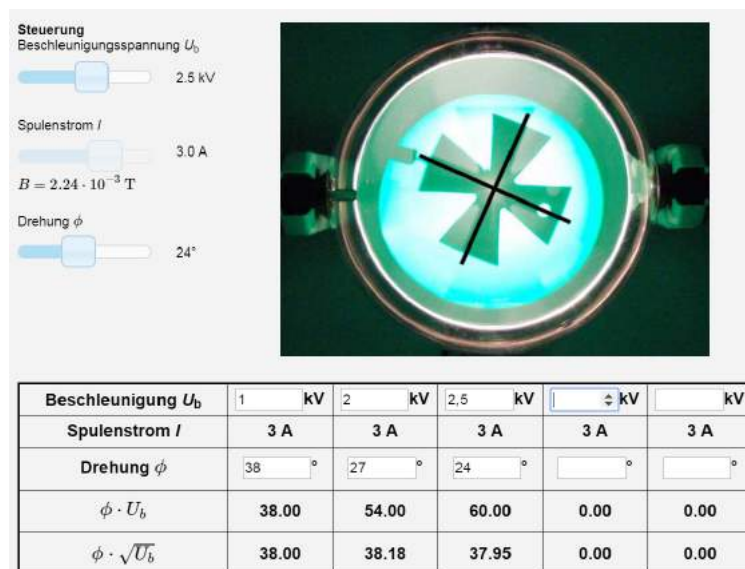 Steuerung
Beschleunigungsspannung U_b
2.5 kV
Spulenstrom I
3.0 A
B = 2.24 · 10⁻³ T
Drehung ϕ
24°
Beschleunigung U_b 1 kV 2 kV 2,5 kV kV kV
Spulenstrom I 3 A 3 A 3 A 3 A 3 A
Drehung ϕ 38 ° 27 ° 24 ° ° °
ϕ · U_b 38.00 54.00 60.00 0.00 0.00
ϕ · √U_b 38.00 38.18 37.95 0.00 0.00